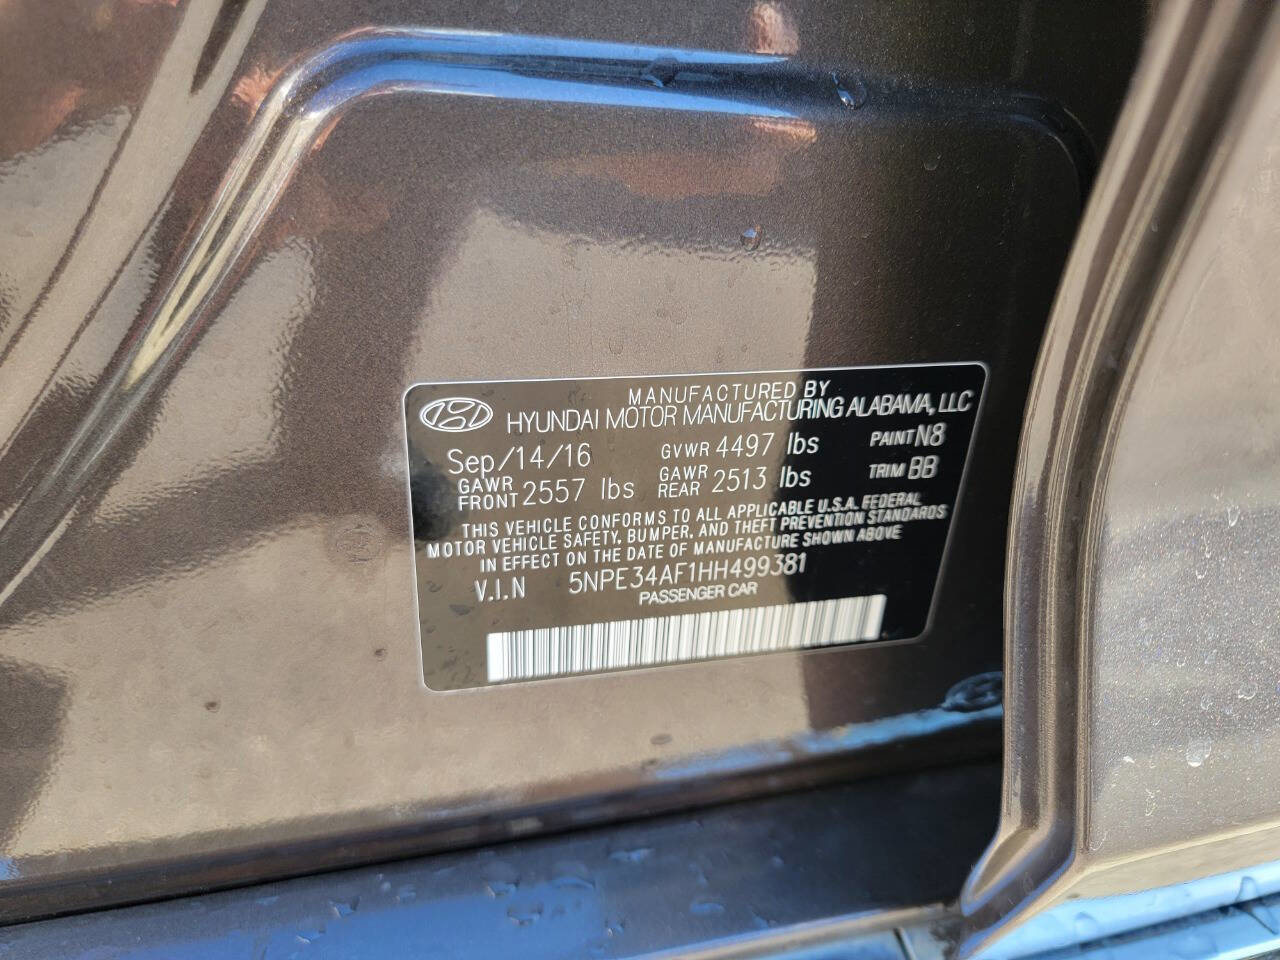 MANUFACTURED BY
HYUNDAI MOTOR MANUFACTURING ALABAMA, LLC
Sep/14/16 GVWR 4497 lbs PAINT N8
GAWR FRONT 2557 lbs GAWR REAR 2513 lbs TRIM BB
THIS VEHICLE CONFORMS TO ALL APPLICABLE U.S.A. FEDERAL
MOTOR VEHICLE SAFETY, BUMPER, AND THEFT PREVENTION STANDARDS
IN EFFECT ON THE DATE OF MANUFACTURE SHOWN ABOVE
V.I.N 5NPE34AF1HH499381
PASSENGER CAR